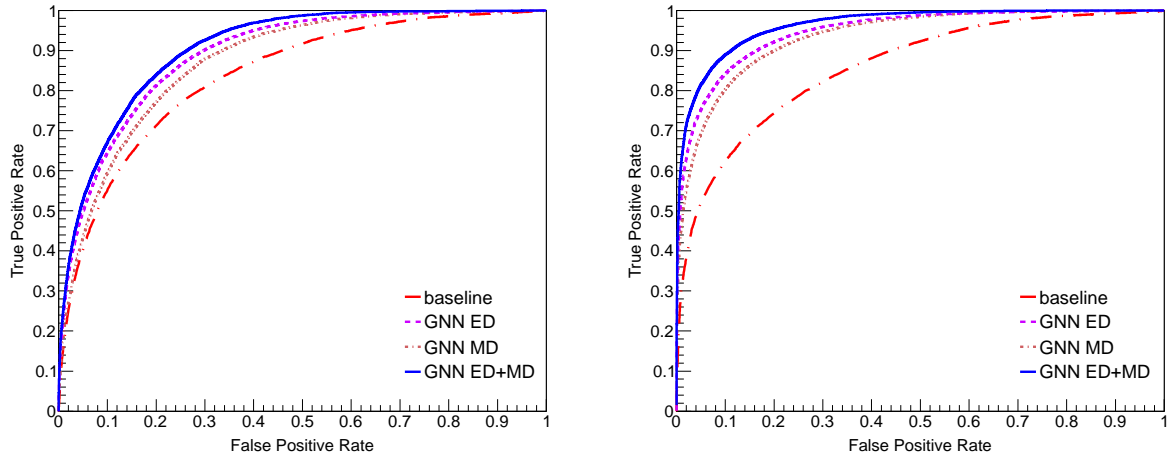 1
0.9
0.8
0.7
0.6
0.5
0.4
0.3
0.2
0.1
0
True Positive Rate
baseline
GNN ED
GNN MD
GNN ED+MD
0 0.1 0.2 0.3 0.4 0.5 0.6 0.7 0.8 0.9 1
False Positive Rate
1
0.9
0.8
0.7
0.6
0.5
0.4
0.3
0.2
0.1
0
True Positive Rate
baseline
GNN ED
GNN MD
GNN ED+MD
0 0.1 0.2 0.3 0.4 0.5 0.6 0.7 0.8 0.9 1
False Positive Rate